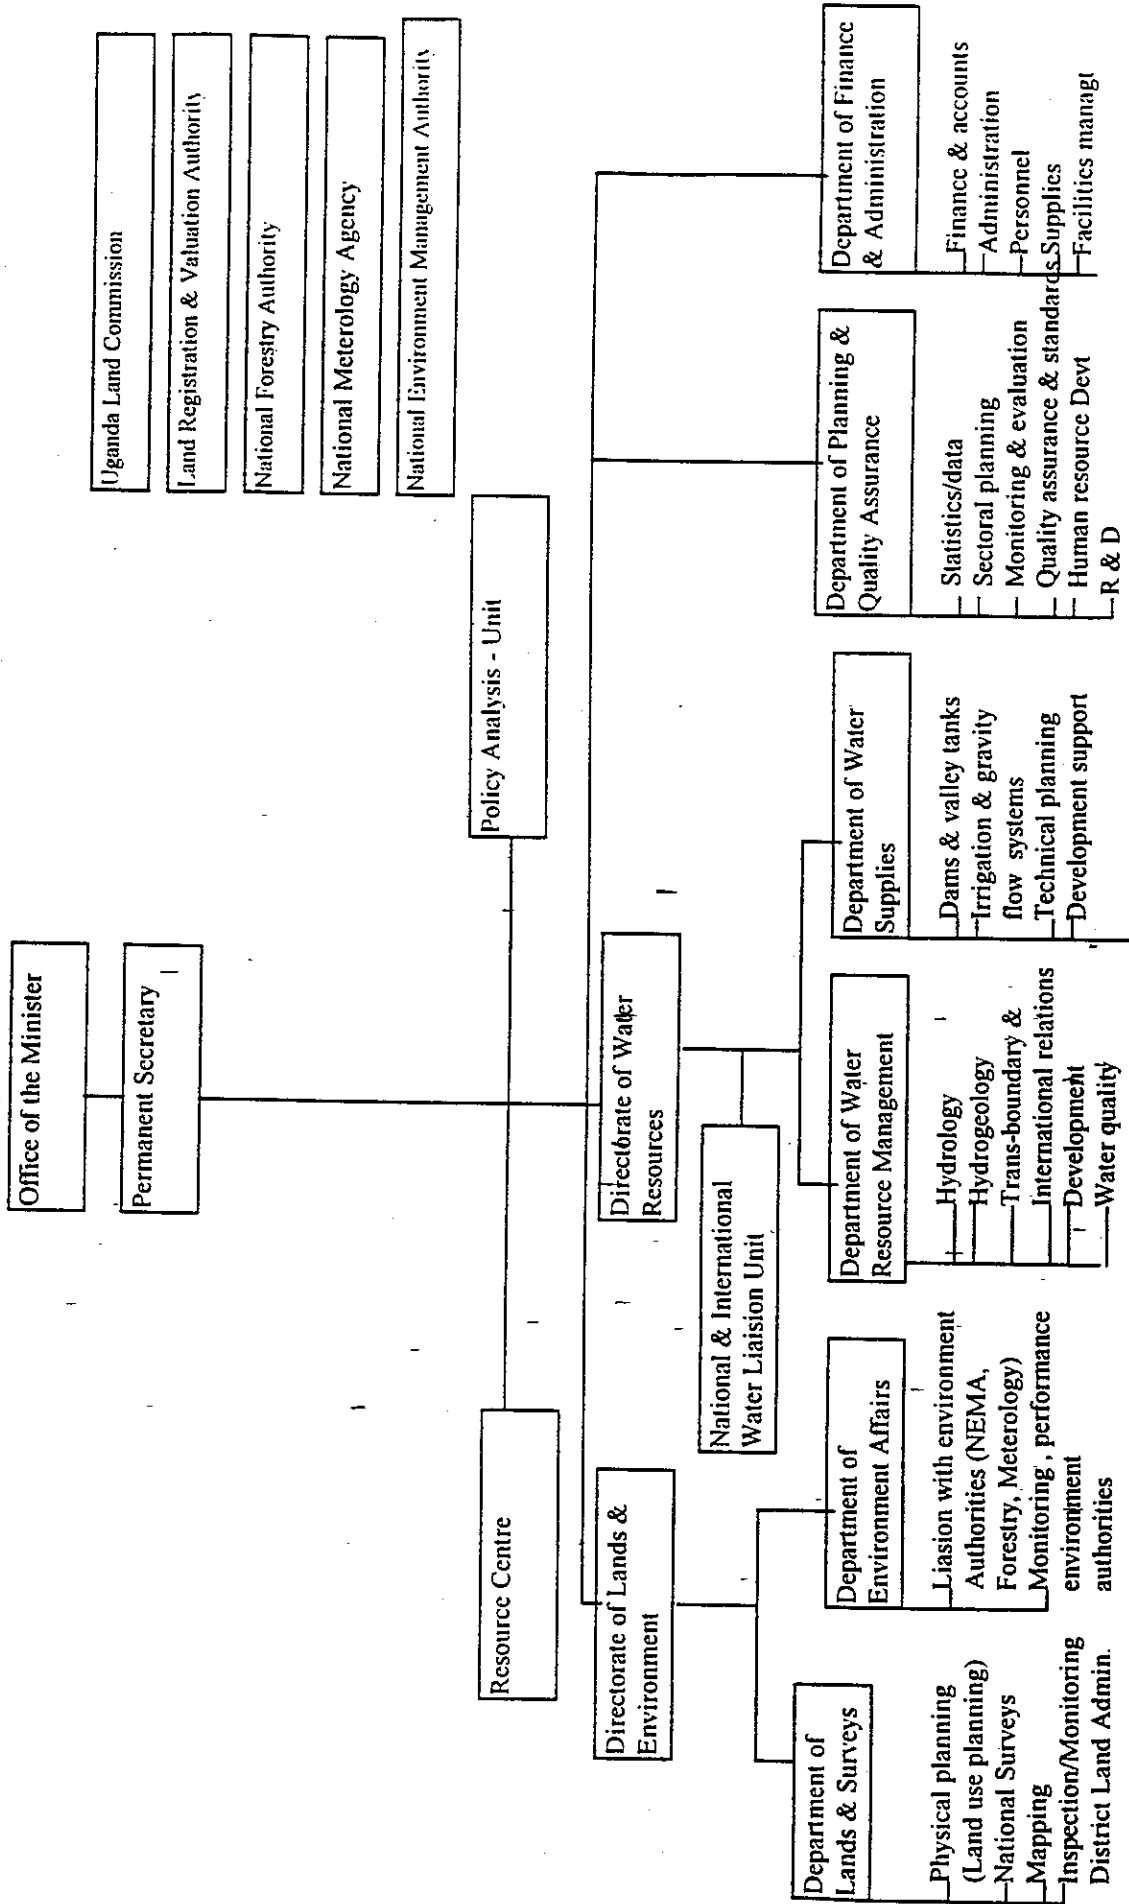 Office of the Minister
Permanent Secretary
Uganda Land Commission
Land Registration & Valuation Authority
National Forestry Authority
National Meterology Agency
National Environment Management Authority
Resource Centre
Policy Analysis - Unit
Directorate of Lands &
Environment
Directorate of Water
Resources
National & International
Water Liaision Unit
Department of
Lands & Surveys
Physical planning
(Land use planning)
National Surveys
Mapping
Inspection/Monitoring
District Land Admin.
Department of
Environment Affairs
Liasion with environment
Authorities (NEMA,
Forestry, Meterology)
Monitoring, performance
environment
authorities
Department of Water
Resource Management
Hydrology
Hydrogeology
Trans-boundary &
International relations
Development
Water quality
Department of Water
Supplies
Dams & valley tanks
Irrigation & gravity
flow systems
Technical planning
Development support
Department of Planning &
Quality Assurance
Statistics/data
Sectoral planning
Monitoring & evaluation
Quality assurance & standards
Human resource Devt
R & D
Department of Finance
& Administration
Finance & accounts
Administration
Personnel
Supplies
Facilities managt